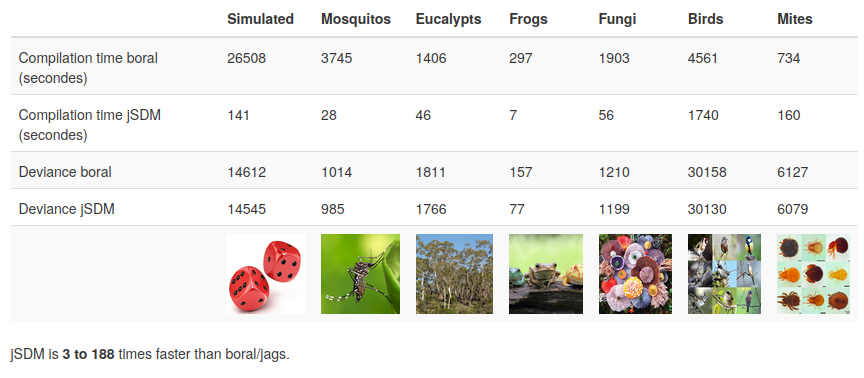 Simulated Mosquitos Eucalypts Frogs Fungi Birds Mites
Compilation time boral (secondes) 26508 3745 1406 297 1903 4561 734
Compilation time jSDM (secondes) 141 28 46 7 56 1740 160
Deviance boral 14612 1014 1811 157 1210 30158 6127
Deviance jSDM 14545 985 1766 77 1199 30130 6079
jSDM is 3 to 188 times faster than boral/jags.